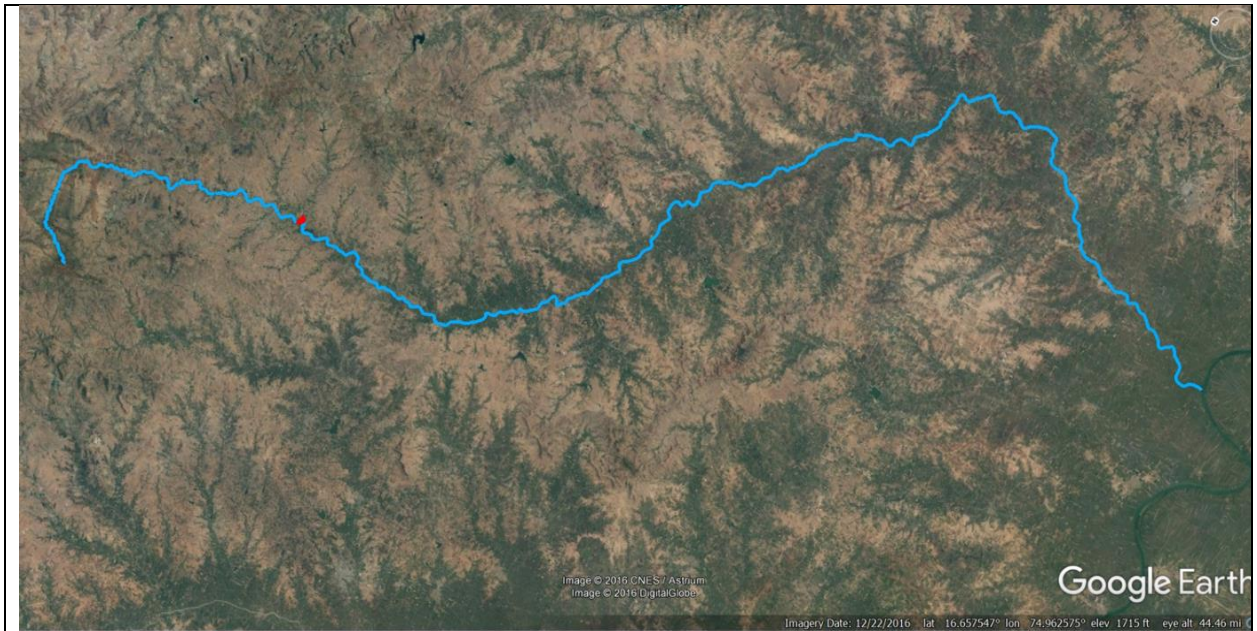 Image © 2016 CNES / Astrium
Image © 2016 DigitalGlobe
Google Earth
Imagery Date: 12/22/2016 lat 16.657547° lon 74.962575° elev 1715 ft eye alt 44.46 mi